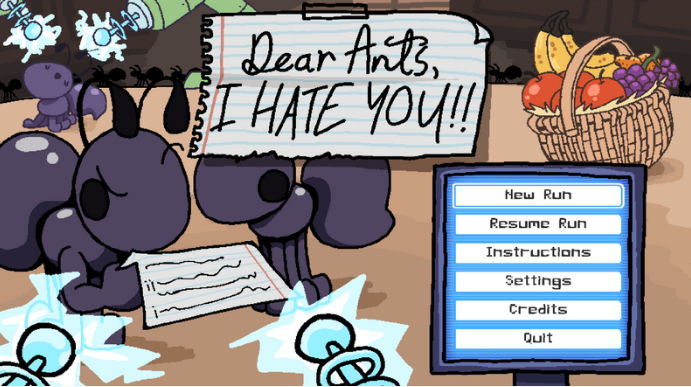 Dear Ants,
I HATE YOU!!
New Run
Resume Run
Instructions
Settings
Credits
Quit